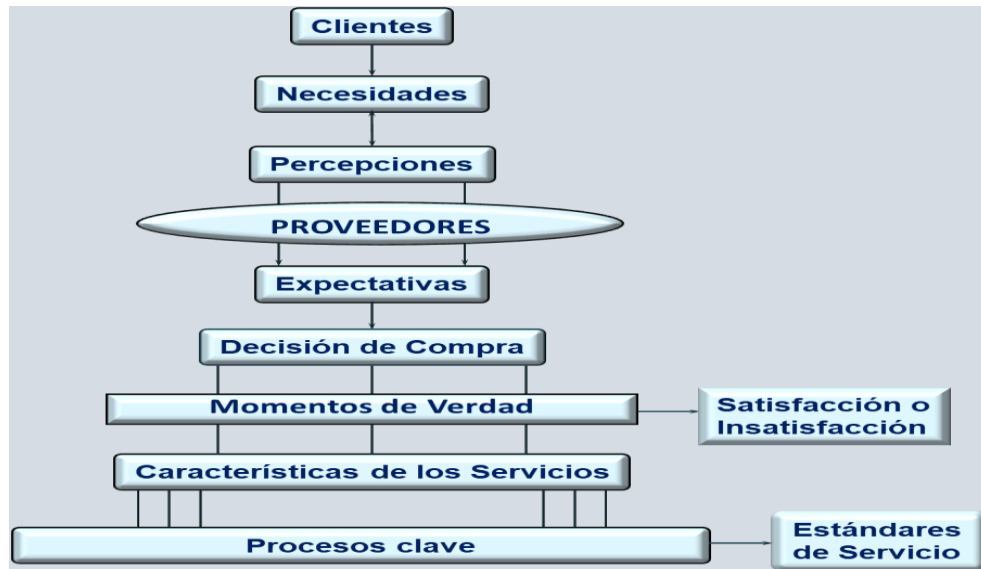 Clientes
Necesidades
Percepciones
PROVEEDORES
Expectativas
Decisión de Compra
Momentos de Verdad
Satisfacción o
Insatisfacción
Características de los Servicios
Procesos clave
Estándares
de Servicio